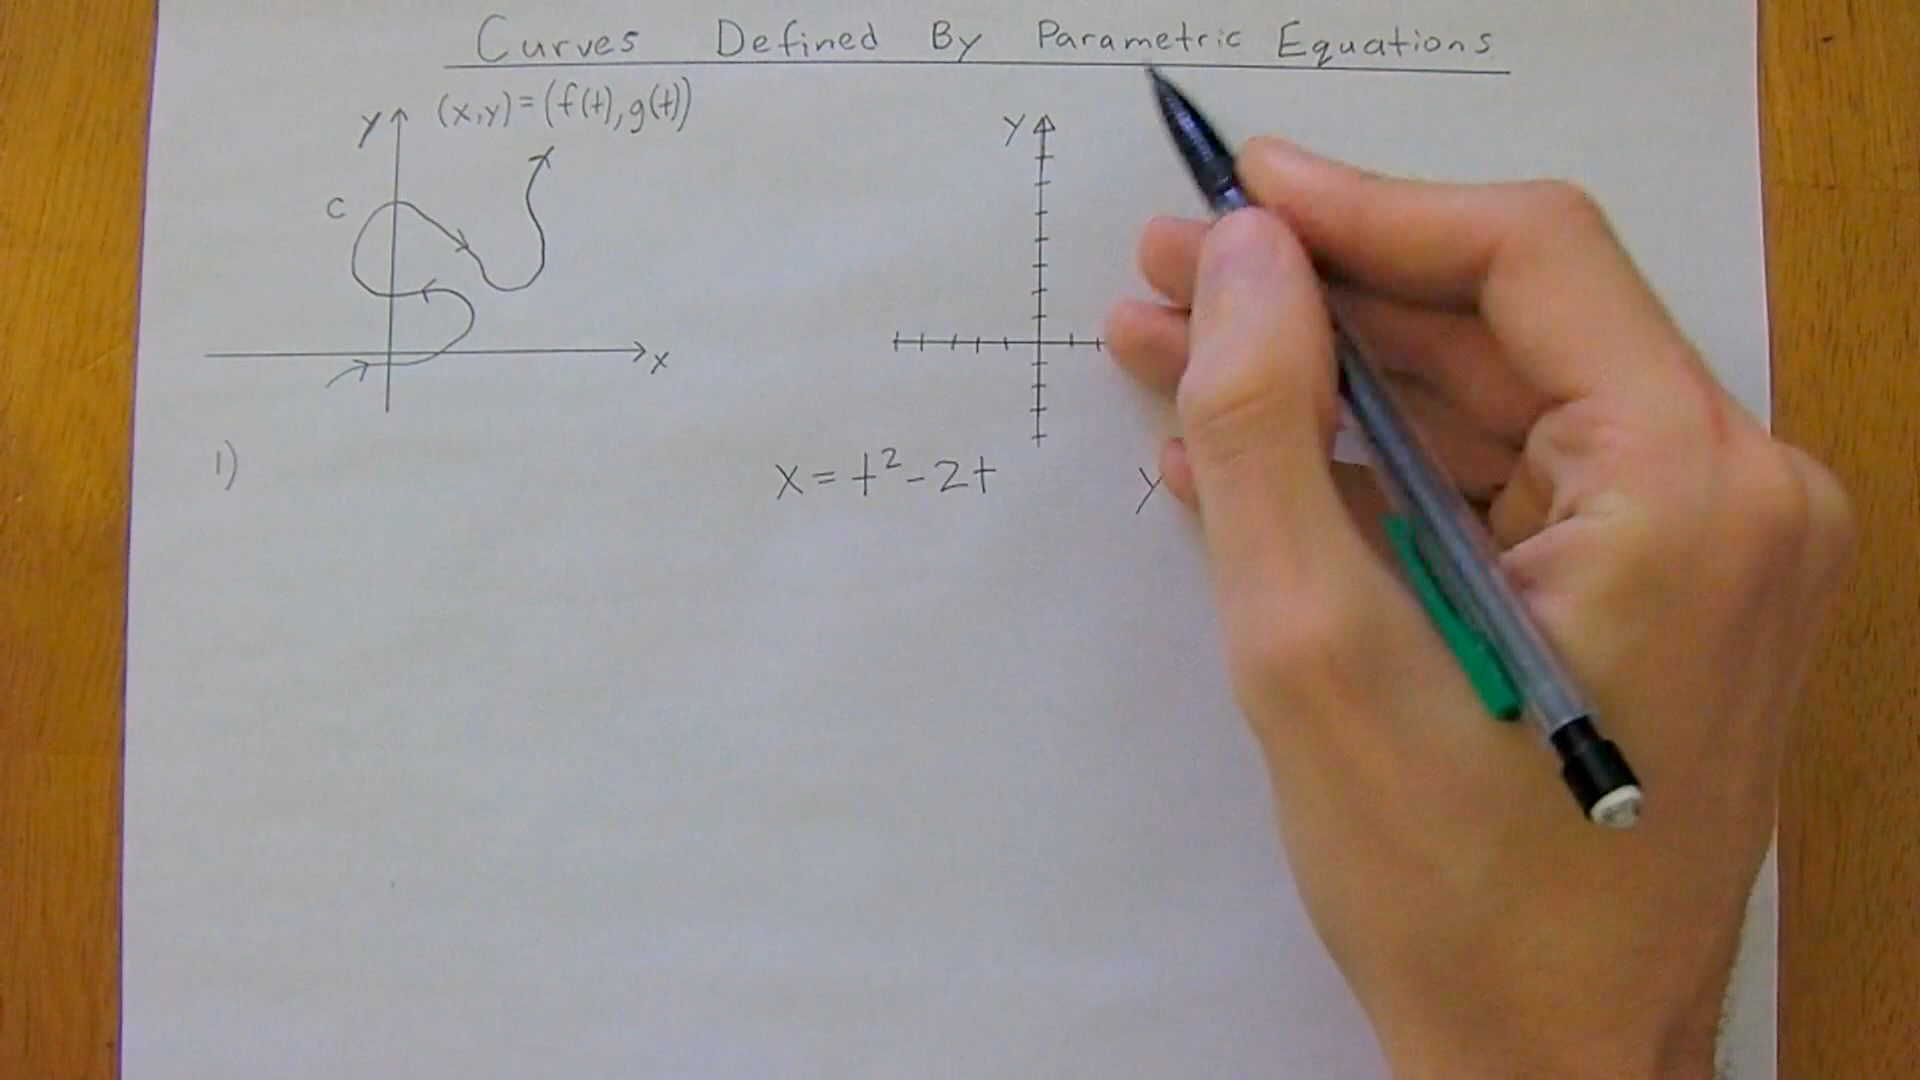 Curves Defined By Parametric Equations
(x,y)=(f(t),g(t))
y
y
C
x
1)
x=t²-2t
y